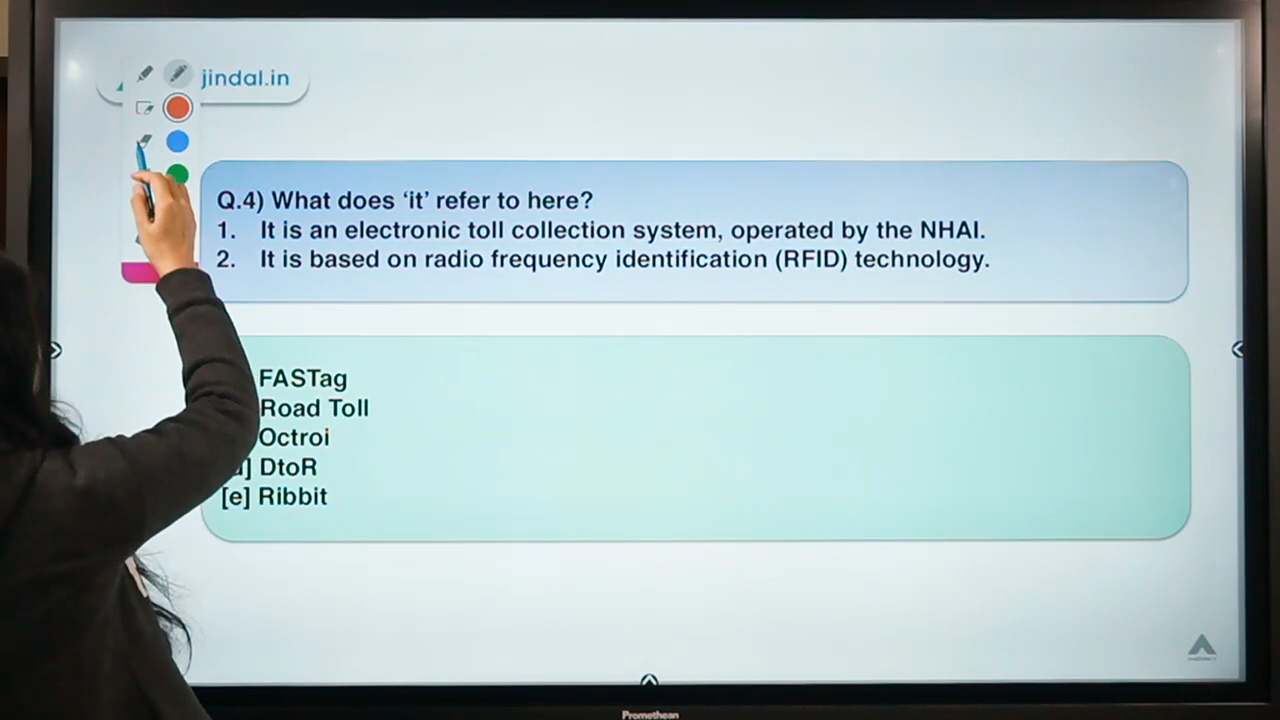 jindal.in
Q.4) What does ‘it’ refer to here?
1. It is an electronic toll collection system, operated by the NHAI.
2. It is based on radio frequency identification (RFID) technology.
FASTag
Road Toll
Octroi
] DtoR
[e] Ribbit
Promethean